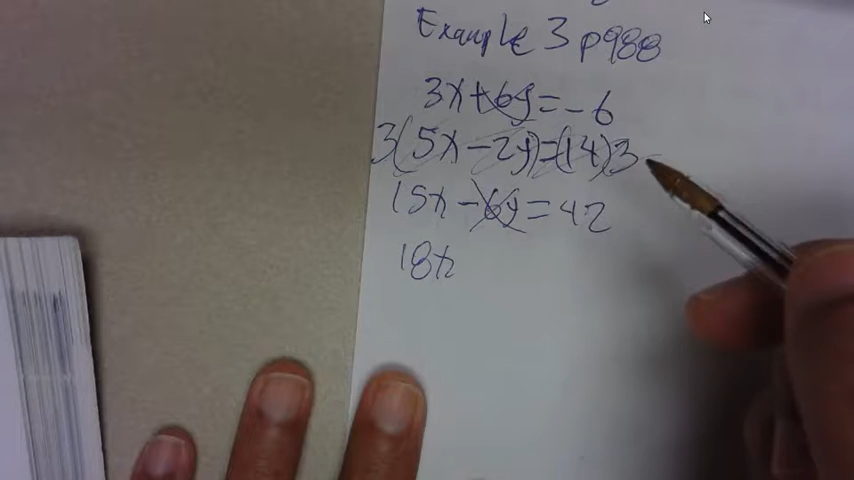 Example 3 p988
3x+6y=-6
3(5x-2y)=(14)3
15x-6y=42
18x